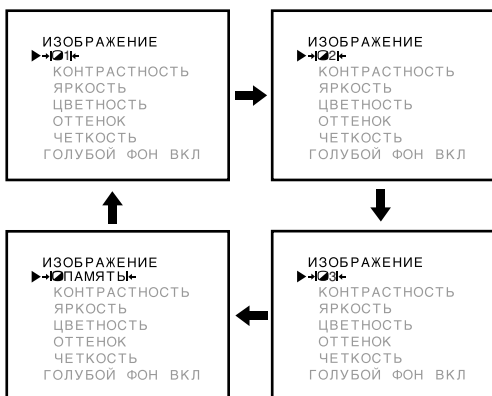 ИЗОБРАЖЕНИЕ
1
КОНТРАСТНОСТЬ
ЯРКОСТЬ
ЦВЕТНОСТЬ
ОТТЕНОК
ЧЕТКОСТЬ
ГОЛУБОЙ ФОН ВКЛ
ИЗОБРАЖЕНИЕ
2
КОНТРАСТНОСТЬ
ЯРКОСТЬ
ЦВЕТНОСТЬ
ОТТЕНОК
ЧЕТКОСТЬ
ГОЛУБОЙ ФОН ВКЛ
ИЗОБРАЖЕНИЕ
ПАМЯТЬ
КОНТРАСТНОСТЬ
ЯРКОСТЬ
ЦВЕТНОСТЬ
ОТТЕНОК
ЧЕТКОСТЬ
ГОЛУБОЙ ФОН ВКЛ
ИЗОБРАЖЕНИЕ
3
КОНТРАСТНОСТЬ
ЯРКОСТЬ
ЦВЕТНОСТЬ
ОТТЕНОК
ЧЕТКОСТЬ
ГОЛУБОЙ ФОН ВКЛ